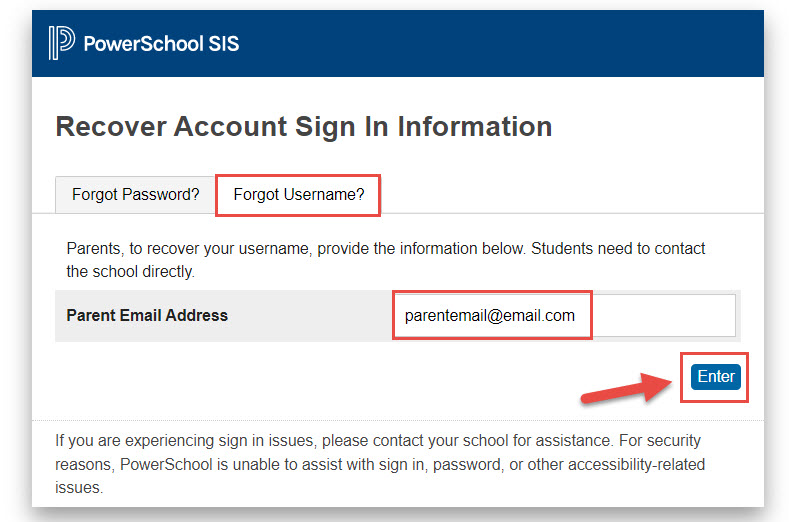 PowerSchool SIS
Recover Account Sign In Information
Forgot Password? Forgot Username?
Parents, to recover your username, provide the information below. Students need to contact
the school directly.
Parent Email Address parentemail@email.com
Enter
If you are experiencing sign in issues, please contact your school for assistance. For security
reasons, PowerSchool is unable to assist with sign in, password, or other accessibility-related
issues.